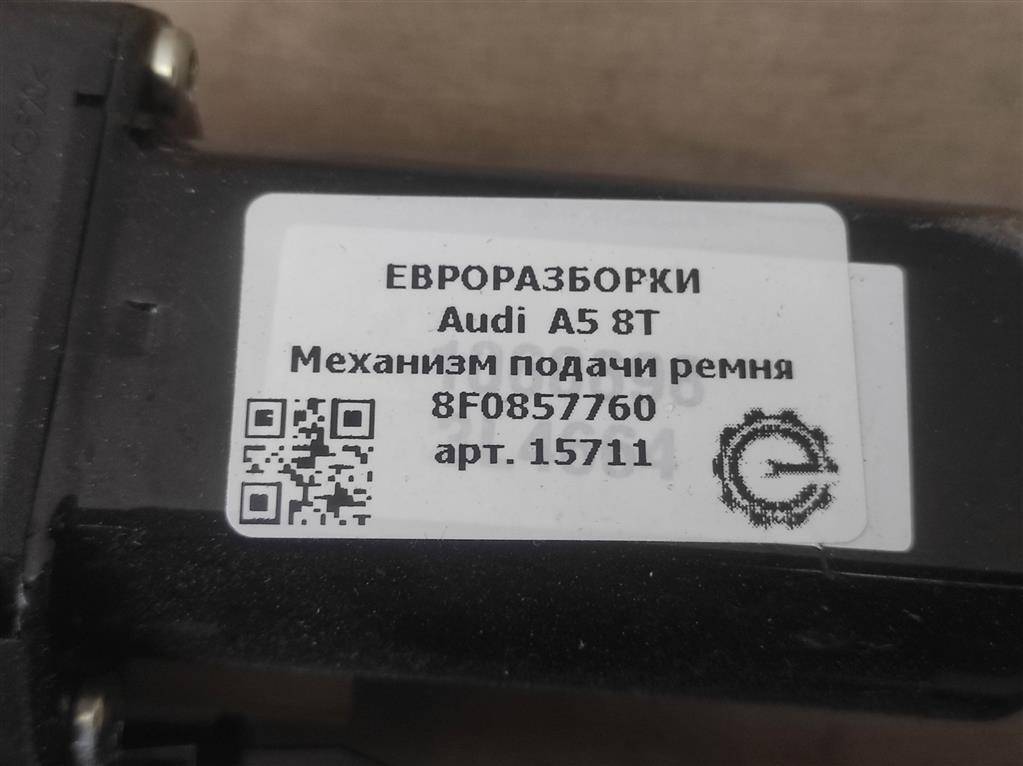 ЕВРОРАЗБОРКИ
Audi A5 8T
Механизм подачи ремня
8F0857760
арт. 15711